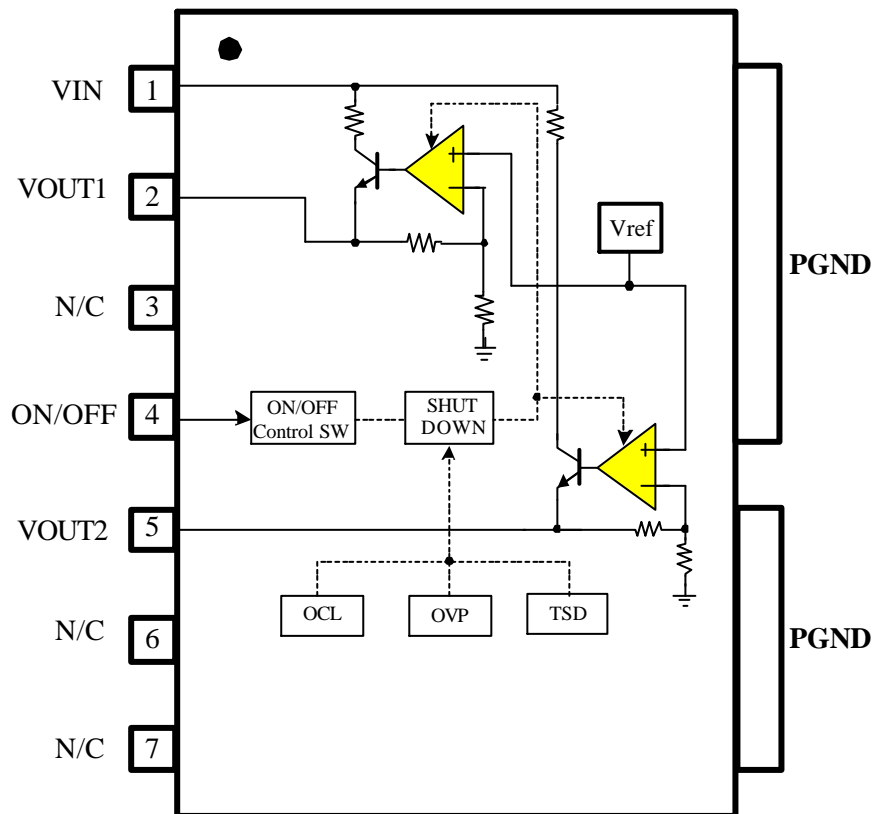 VIN
1
VOUT1
2
N/C
3
ON/OFF
4
VOUT2
5
N/C
6
N/C
7
+
−
Vref
PGND
ON/OFF
Control SW
SHUT
DOWN
+
−
OCL
OVP
TSD
PGND